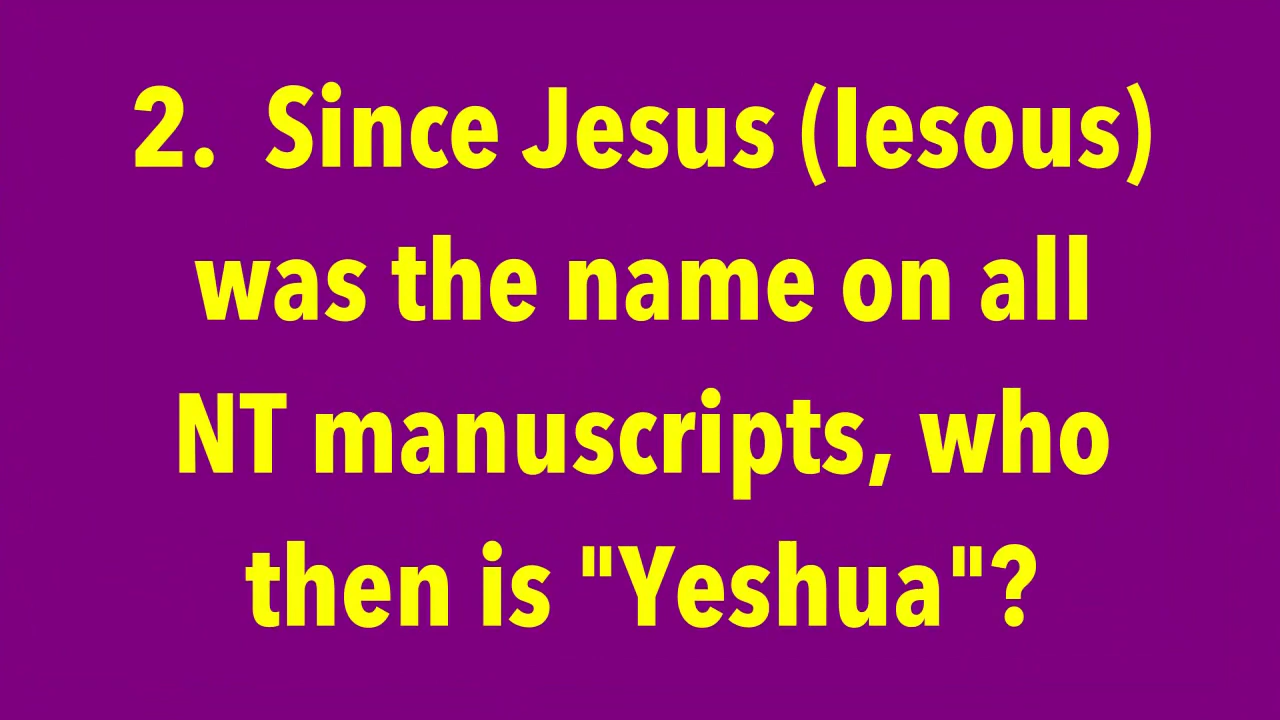 2.  Since Jesus (Iesous)
was the name on all
NT manuscripts, who
then is "Yeshua"?